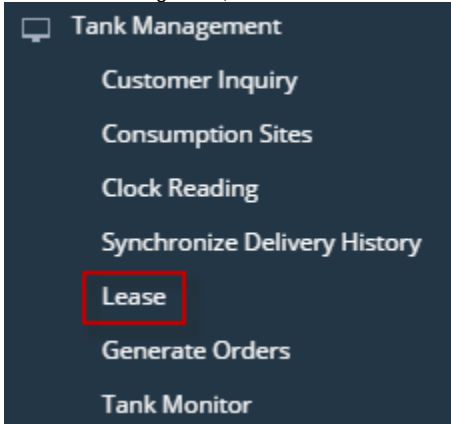 Tank Management
Customer Inquiry
Consumption Sites
Clock Reading
Synchronize Delivery History
Lease
Generate Orders
Tank Monitor